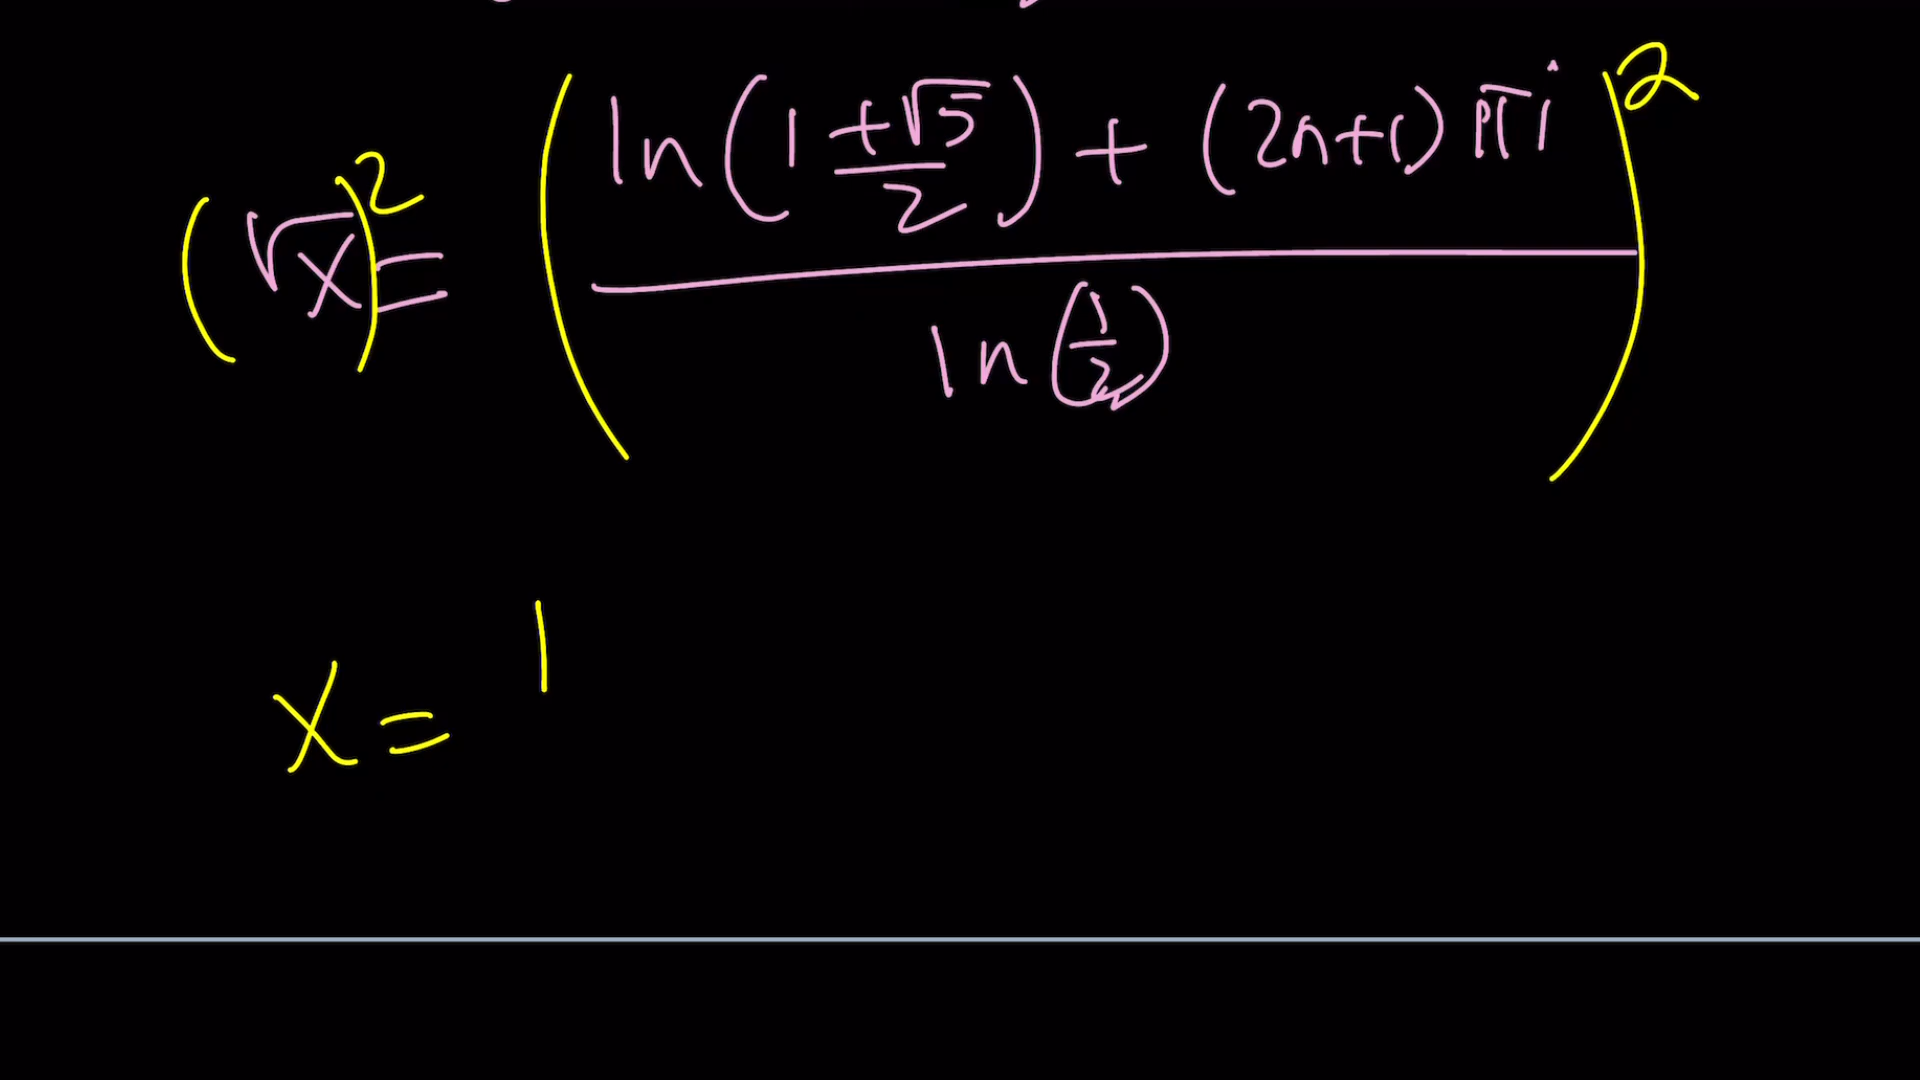 (√x)² = ( (ln((1+√5)/2) + (2n+1)πi) / ln(1/2) )²
x = 1